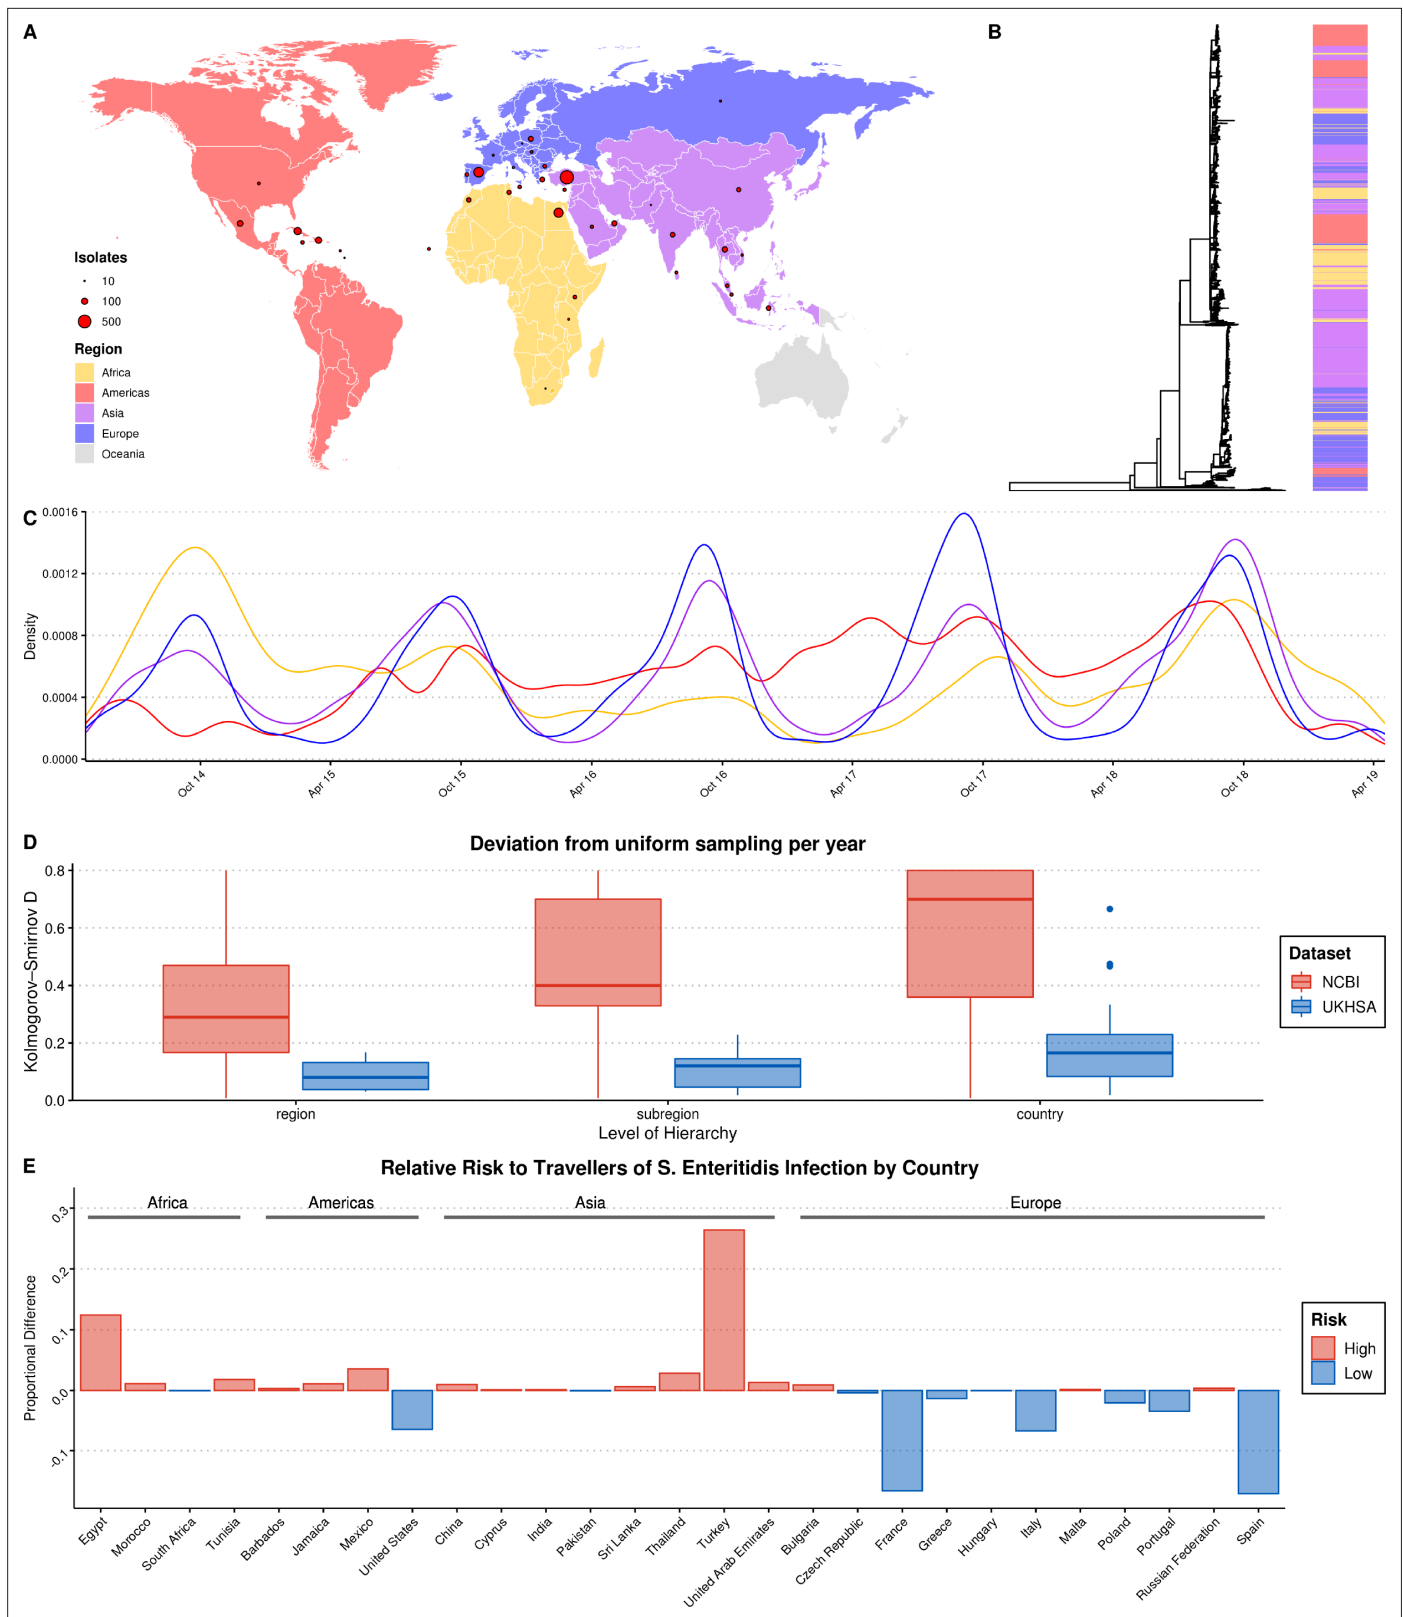 A
B
Isolates
10
100
500
Region
Africa
Americas
Asia
Europe
Oceania
C
0.0016
0.0012
0.0008
0.0004
0.0000
Density
Oct 14
Apr 15
Oct 15
Apr 16
Oct 16
Apr 17
Oct 17
Apr 18
Oct 18
Apr 19
D
Deviation from uniform sampling per year
0.8
0.6
0.4
0.2
0.0
Kolmogorov–Smirnov D
region
subregion
country
Level of Hierarchy
Dataset
NCBI
UKHSA
E
Relative Risk to Travellers of S. Enteritidis Infection by Country
Africa
Americas
Asia
Europe
0.3
0.2
0.1
0.0
-0.1
Proportional Difference
Risk
High
Low
Egypt
Morocco
South Africa
Tunisia
Barbados
Jamaica
Mexico
United States
China
Cyprus
India
Pakistan
Sri Lanka
Thailand
Turkey
United Arab Emirates
Bulgaria
Czech Republic
France
Greece
Hungary
Italy
Malta
Poland
Portugal
Russian Federation
Spain